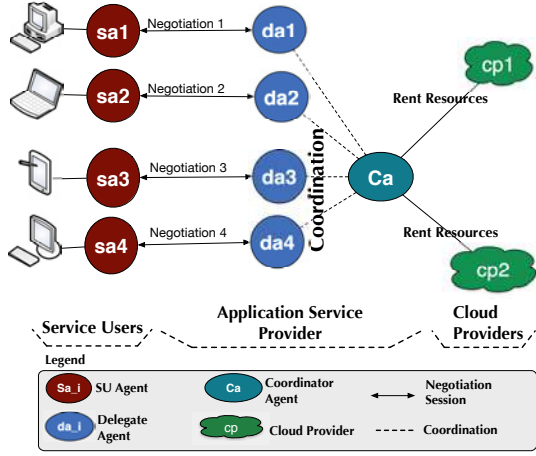 sa1
Negotiation 1
da1
cp1
sa2
Negotiation 2
da2
Rent Resources
Coordination
sa3
Negotiation 3
da3
Ca
sa4
Negotiation 4
da4
Rent Resources
cp2
Service Users
Application Service
Provider
Cloud
Providers
Legend
Sa_i
SU Agent
Ca
Coordinator
Agent
Negotiation
Session
da_i
Delegate
Agent
cp
Cloud Provider
Coordination